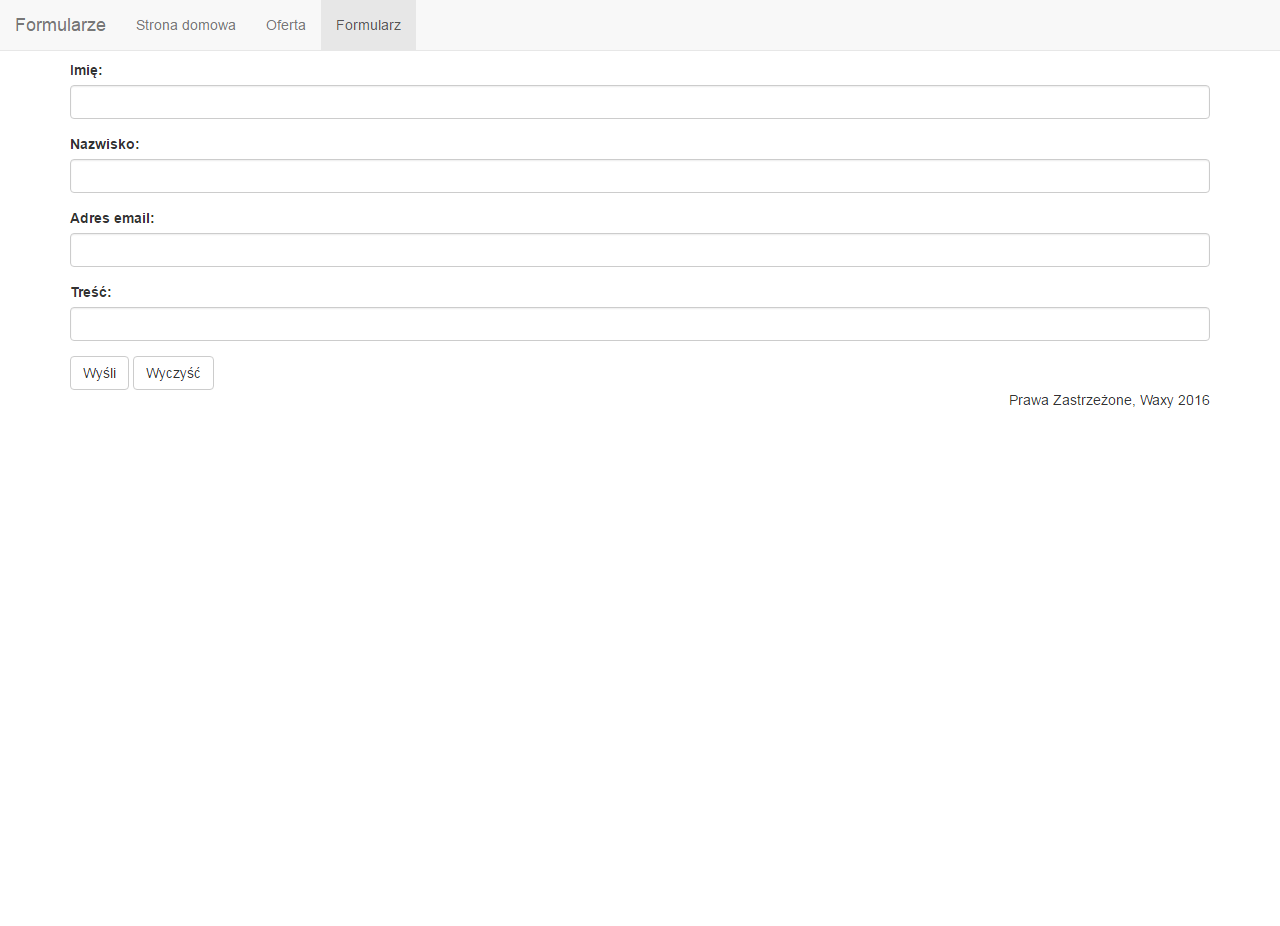 Formularze Strona domowa Oferta Formularz
Imię:
Nazwisko:
Adres email:
Treść:
Wyśli Wyczyść
Prawa Zastrzeżone, Waxy 2016